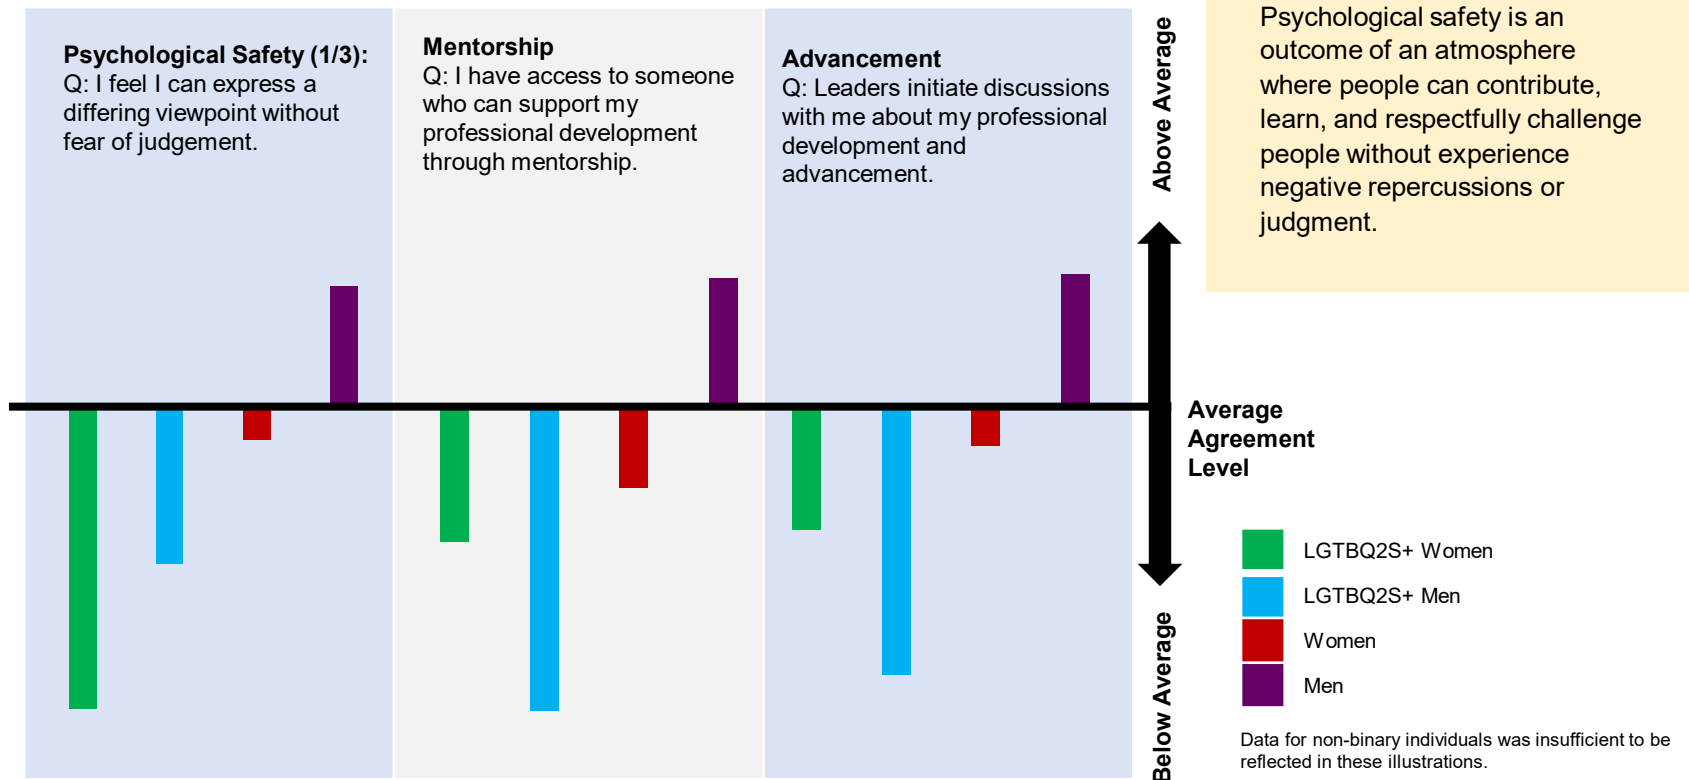 Psychological Safety (1/3):
Q: I feel I can express a
differing viewpoint without
fear of judgement.
Mentorship
Q: I have access to someone
who can support my
professional development
through mentorship.
Advancement
Q: Leaders initiate discussions
with me about my professional
development and
advancement.
Above Average
Psychological safety is an
outcome of an atmosphere
where people can contribute,
learn, and respectfully challenge
people without experience
negative repercussions or
judgment.
Average
Agreement
Level
Below Average
LGTBQ2S+ Women
LGTBQ2S+ Men
Women
Men
Data for non-binary individuals was insufficient to be
reflected in these illustrations.